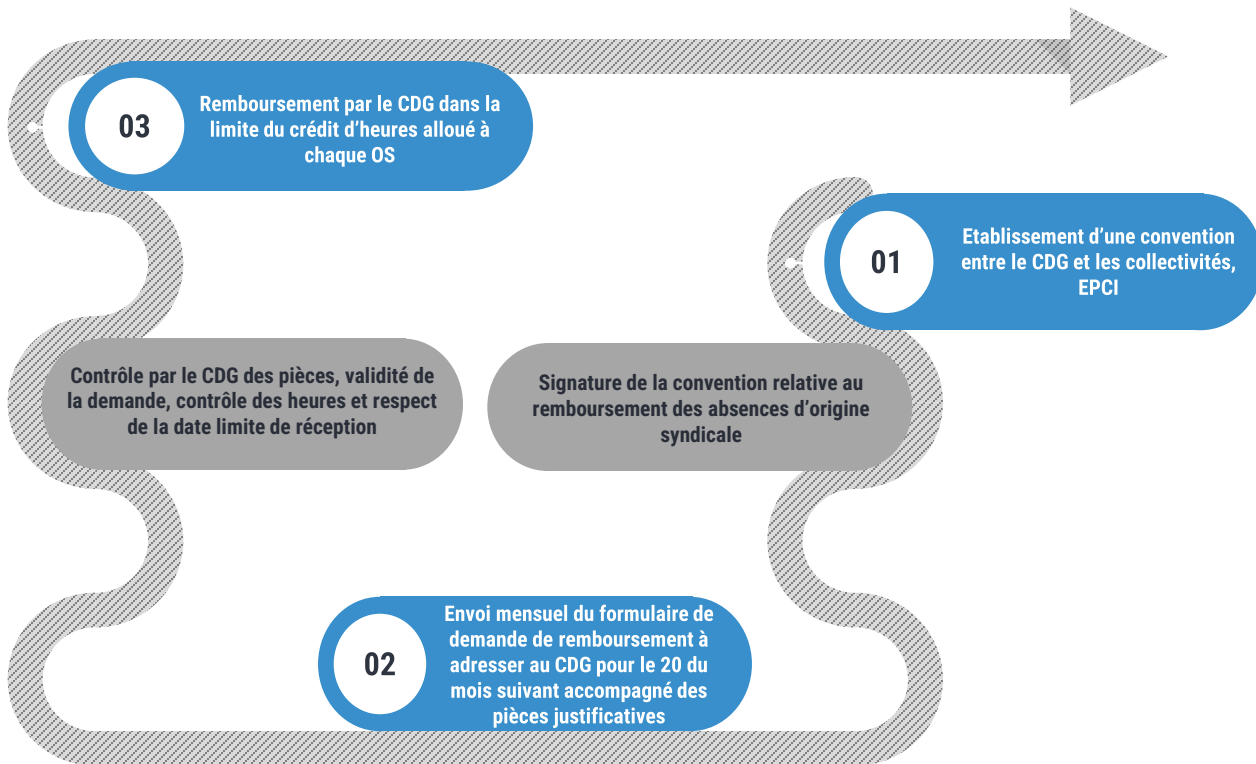 03
Remboursement par le CDG dans la
limite du crédit d'heures alloué à
chaque OS
01
Etablissement d'une convention
entre le CDG et les collectivités,
EPCI
Contrôle par le CDG des pièces, validité de
la demande, contrôle des heures et respect
de la date limite de réception
Signature de la convention relative au
remboursement des absences d'origine
syndicale
02
Envoi mensuel du formulaire de
demande de remboursement à
adresser au CDG pour le 20 du
mois suivant accompagné des
pièces justificatives